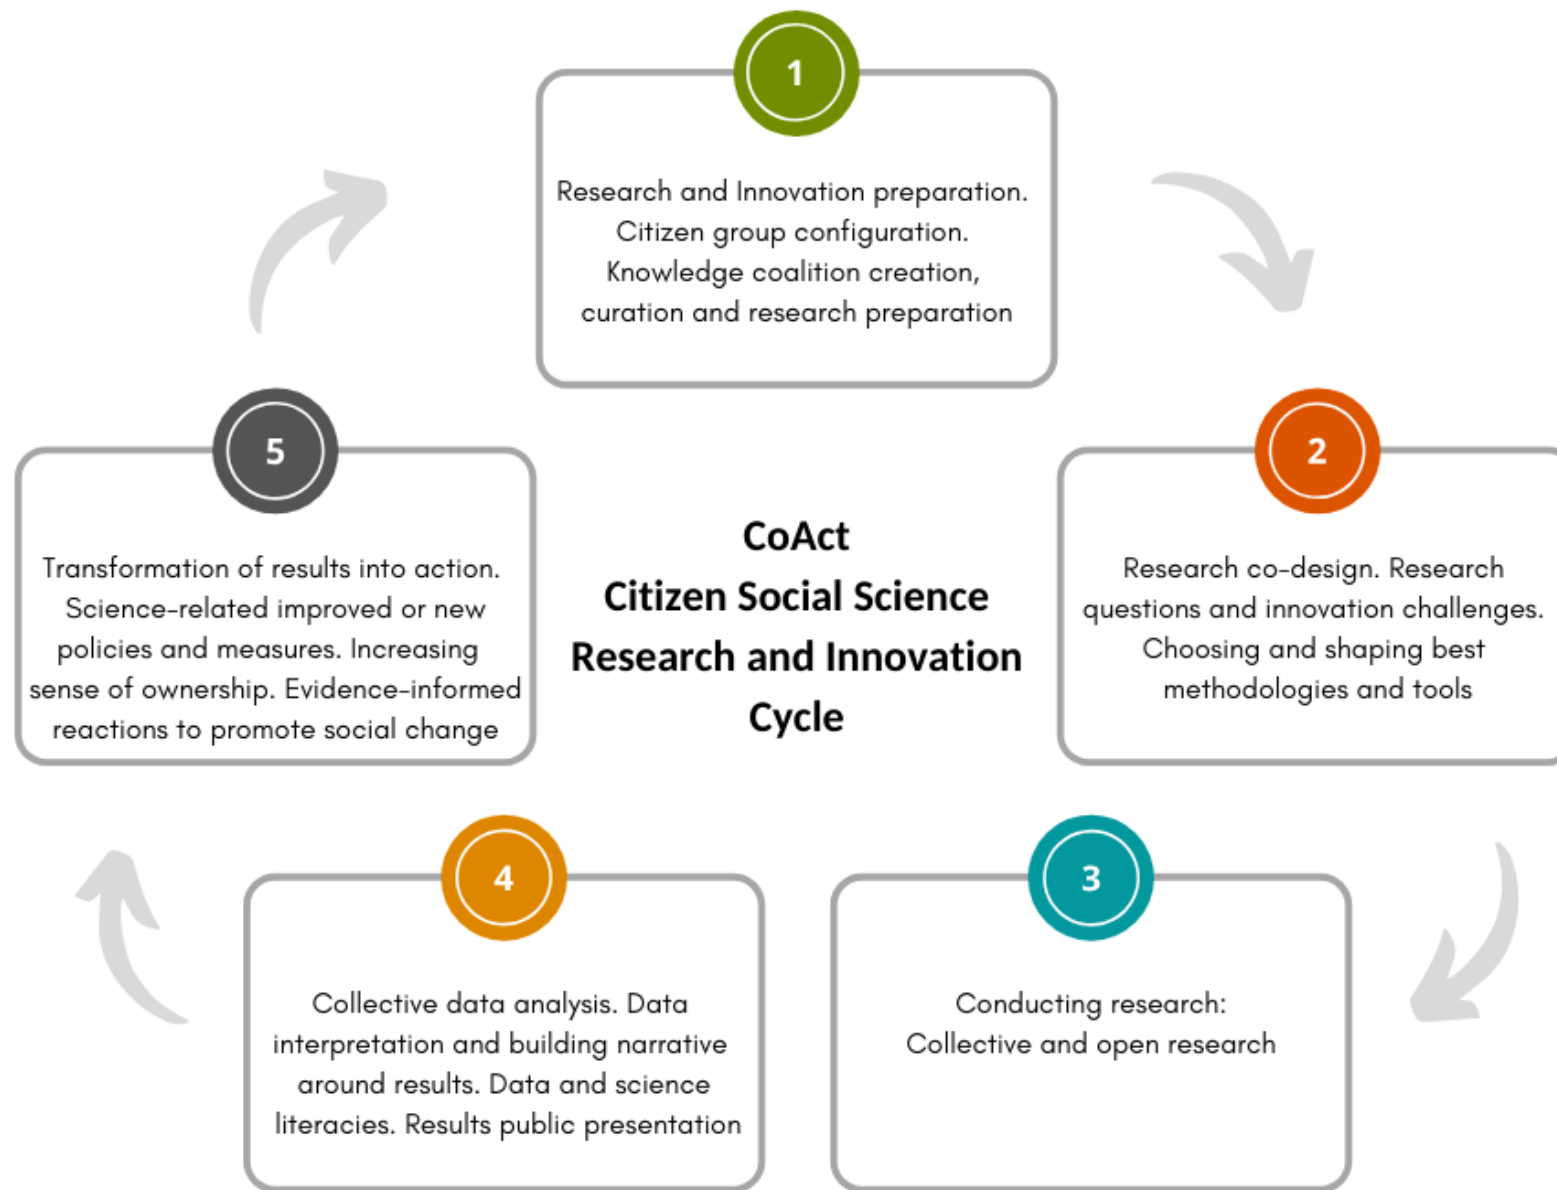 1
Research and Innovation preparation.
Citizen group configuration.
Knowledge coalition creation,
curation and research preparation
2
Research co-design. Research
questions and innovation challenges.
Choosing and shaping best
methodologies and tools
3
Conducting research:
Collective and open research
4
Collective data analysis. Data
interpretation and building narrative
around results. Data and science
literacies. Results public presentation
5
Transformation of results into action.
Science-related improved or new
policies and measures. Increasing
sense of ownership. Evidence-informed
reactions to promote social change
CoAct
Citizen Social Science
Research and Innovation
Cycle